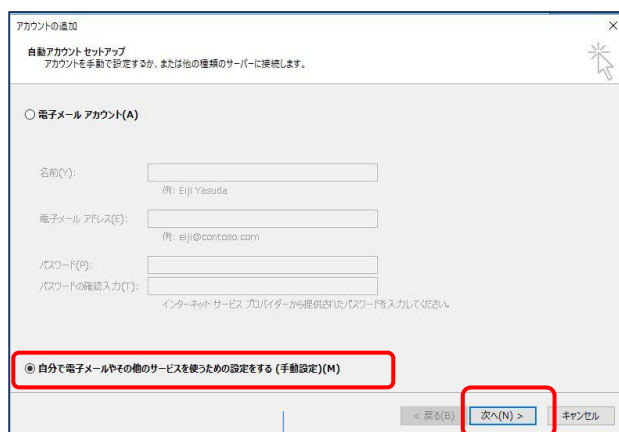 アカウントの追加
自動アカウント セットアップ
アカウントを手動で設定するか、または他の種類のサーバーに接続します。
電子メール アカウント(A)
名前(Y):
例: Eiji Yasuda
電子メール アドレス(E):
例: eiji@contoso.com
パスワード(P):
パスワードの確認入力(T):
インターネット サービス プロバイダーから提供されたパスワードを入力してください。
自分で電子メールやその他のサービスを使うための設定をする (手動設定)(M)
< 戻る(B) 次へ(N) > キャンセル